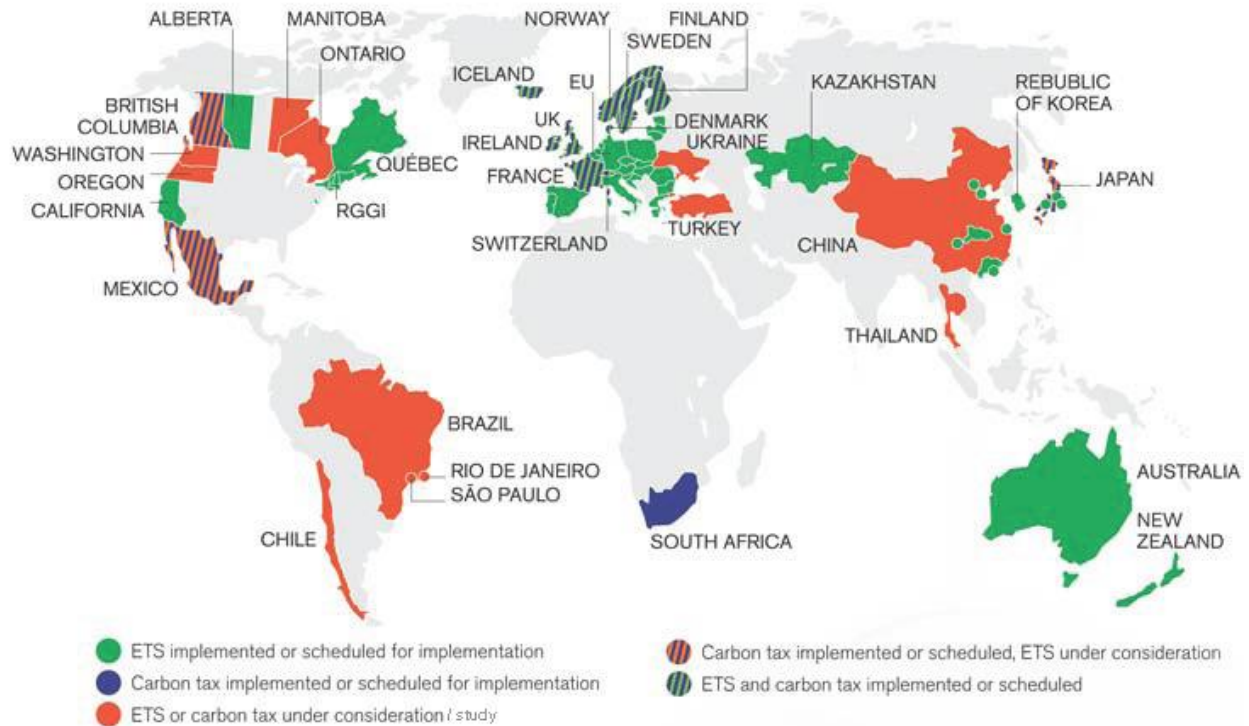 ALBERTA
MANITOBA
ONTARIO
NORWAY
FINLAND
SWEDEN
ICELAND
EU
KAZAKHSTAN
REBUBLIC
OF KOREA
BRITISH
COLUMBIA
UK
DENMARK
UKRAINE
IRELAND
WASHINGTON
QUÉBEC
OREGON
FRANCE
JAPAN
CALIFORNIA
RGGI
TURKEY
SWITZERLAND
CHINA
MEXICO
THAILAND
BRAZIL
RIO DE JANEIRO
SÃO PAULO
AUSTRALIA
NEW
ZEALAND
CHILE
SOUTH AFRICA
ETS implemented or scheduled for implementation
Carbon tax implemented or scheduled for implementation
ETS or carbon tax under consideration / study
Carbon tax implemented or scheduled, ETS under consideration
ETS and carbon tax implemented or scheduled